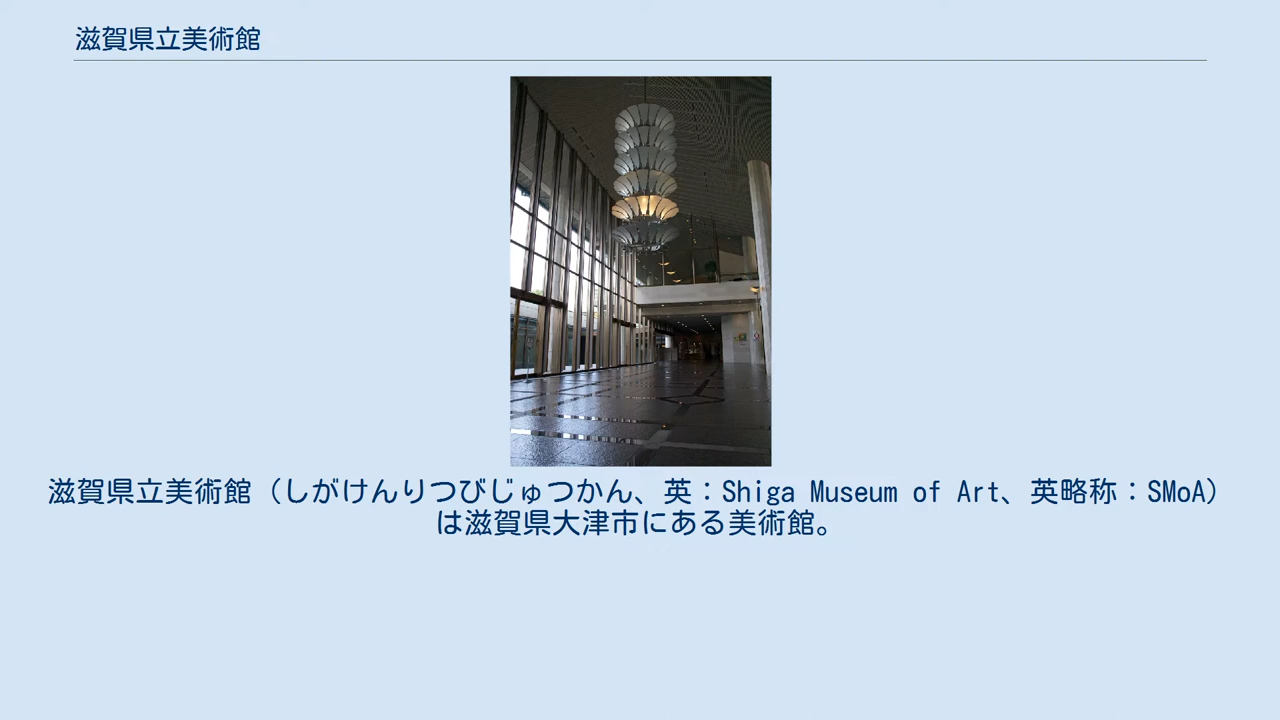 滋賀県立美術館
滋賀県立美術館（しがけんりつびじゅつかん、英：Shiga Museum of Art、英略称：SMoA）
は滋賀県大津市にある美術館。